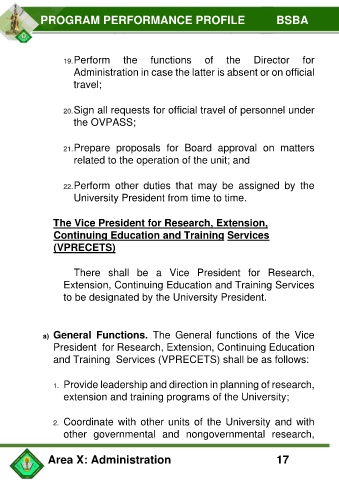 PROGRAM PERFORMANCE PROFILE BSBA
19. Perform the functions of the Director for
Administration in case the latter is absent or on official
travel;
20. Sign all requests for official travel of personnel under
the OVPASS;
21. Prepare proposals for Board approval on matters
related to the operation of the unit; and
22. Perform other duties that may be assigned by the
University President from time to time.
The Vice President for Research, Extension,
Continuing Education and Training Services
(VPRECETS)
There shall be a Vice President for Research,
Extension, Continuing Education and Training Services
to be designated by the University President.
a) General Functions. The General functions of the Vice
President for Research, Extension, Continuing Education
and Training Services (VPRECETS) shall be as follows:
1. Provide leadership and direction in planning of research,
extension and training programs of the University;
2. Coordinate with other units of the University and with
other governmental and nongovernmental research,
Area X: Administration 17